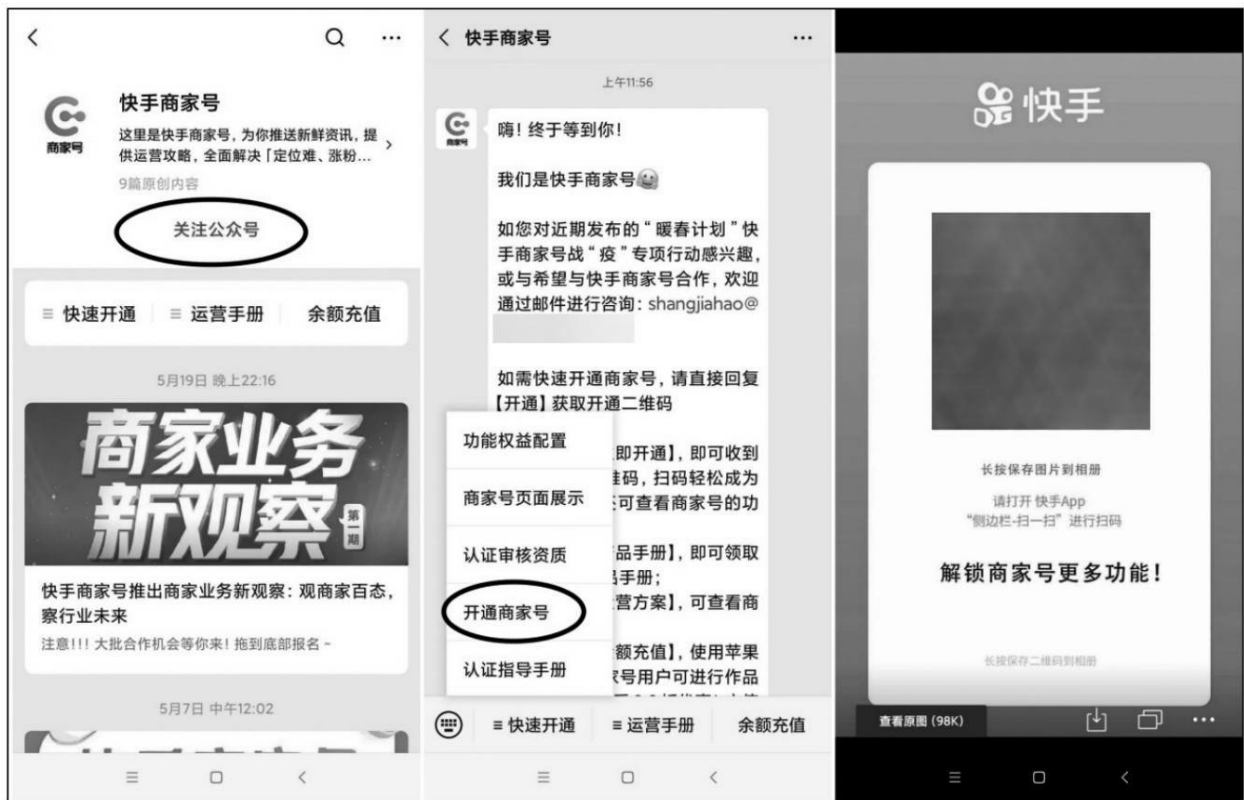 快手商家号
这里是快手商家号，为你推送新鲜资讯，提
供运营攻略，全面解决「定位难、涨粉...
9篇原创内容
商家号
关注公众号
快速开通
运营手册
余额充值
5月19日 晚上22:16
商家业务
新观察
第一期
快手商家号推出商家业务新观察：观商家百态，
察行业未来
注意!!! 大批合作机会等你来! 拖到底部报名 ~
5月7日 中午12:02
快手商家号
上午11:56
商家号
嗨! 终于等到你!
我们是快手商家号
如您对近期发布的“暖春计划”快
手商家号战“疫”专项行动感兴趣，
或与希望与快手商家号合作，欢迎
通过邮件进行咨询: shangjiahao@
如需快速开通商家号，请直接回复
【开通】获取开通二维码
即开通】，即可收到
码，扫码轻松成为
可查看商家号的功
品手册】，即可领取
手册；
营方案】，可查看商
额充值】，使用苹果
号用户可进行作品
功能权益配置
商家号页面展示
认证审核资质
开通商家号
认证指导手册
快速开通
运营手册
余额充值
快手
长按保存图片到相册
请打开 快手App
“侧边栏-扫一扫”进行扫码
解锁商家号更多功能!
长按保存二维码到相册
查看原图 (98K)